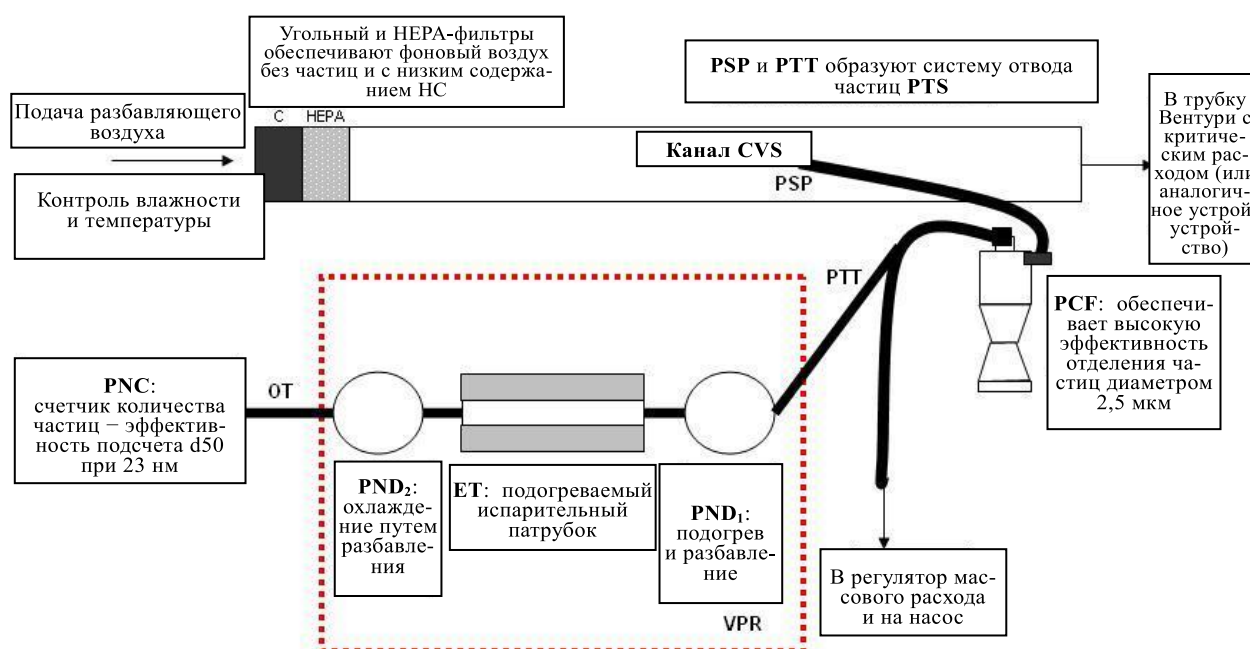 Угольный и HEPA-фильтры
обеспечивают фоновый воздух
без частиц и с низким содержа-
нием НС
PSP и PTT образуют систему отвода
частиц PTS
Подача разбавляющего
воздуха
C
HEPA
Контроль влажности
и температуры
Канал CVS
PSP
В трубку
Вентури с
критиче-
ским рас-
ходом (или
аналогич-
ное устрой
устрой-
ство)
PTT
PCF: обеспечи-
вает высокую
эффективность
отделения ча-
стиц диаметром
2,5 мкм
PNC:
счетчик количества
частиц − эффектив-
ность подсчета d50
при 23 нм
OT
PND₂:
охлажде-
ние путем
разбавле-
ния
ET: подогреваемый
испарительный
патрубок
PND₁:
подогрев
и разбавле-
ние
VPR
В регулятор мас-
сового расхода
и на насос